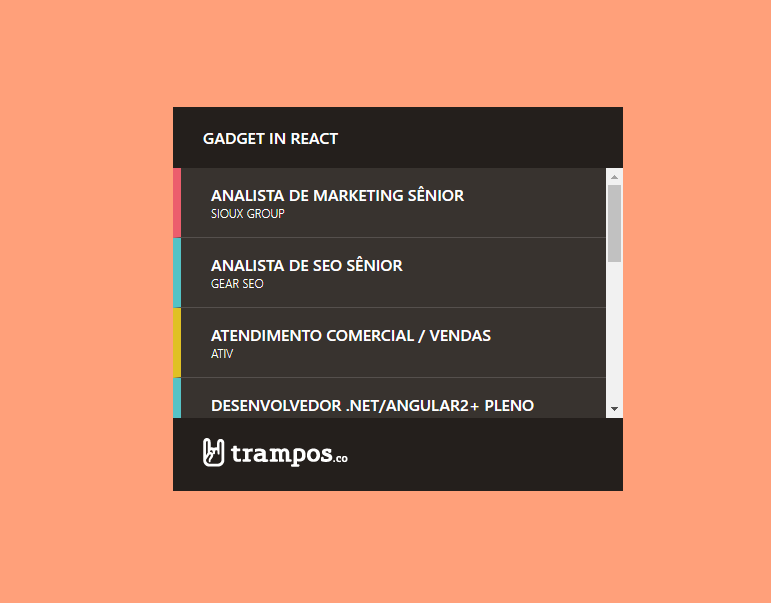 GADGET IN REACT
ANALISTA DE MARKETING SÊNIOR
SIOUX GROUP
ANALISTA DE SEO SÊNIOR
GEAR SEO
ATENDIMENTO COMERCIAL / VENDAS
ATIV
DESENVOLVEDOR .NET/ANGULAR2+ PLENO
trampos.co